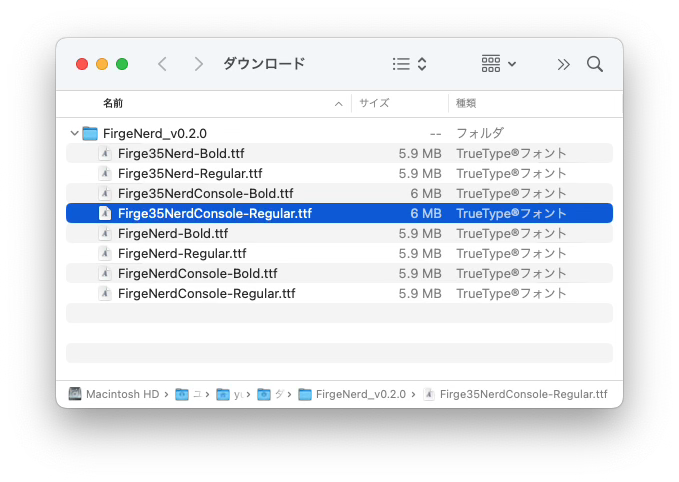 ダウンロード
名前 サイズ 種類
FirgeNerd_v0.2.0 -- フォルダ
Firge35Nerd-Bold.ttf 5.9 MB TrueType®フォント
Firge35Nerd-Regular.ttf 5.9 MB TrueType®フォント
Firge35NerdConsole-Bold.ttf 6 MB TrueType®フォント
Firge35NerdConsole-Regular.ttf 6 MB TrueType®フォント
FirgeNerd-Bold.ttf 5.9 MB TrueType®フォント
FirgeNerd-Regular.ttf 5.9 MB TrueType®フォント
FirgeNerdConsole-Bold.ttf 5.9 MB TrueType®フォント
FirgeNerdConsole-Regular.ttf 5.9 MB TrueType®フォント
Macintosh HD › ユ › › ダ › FirgeNerd_v0.2.0 › Firge35NerdConsole-Regular.ttf